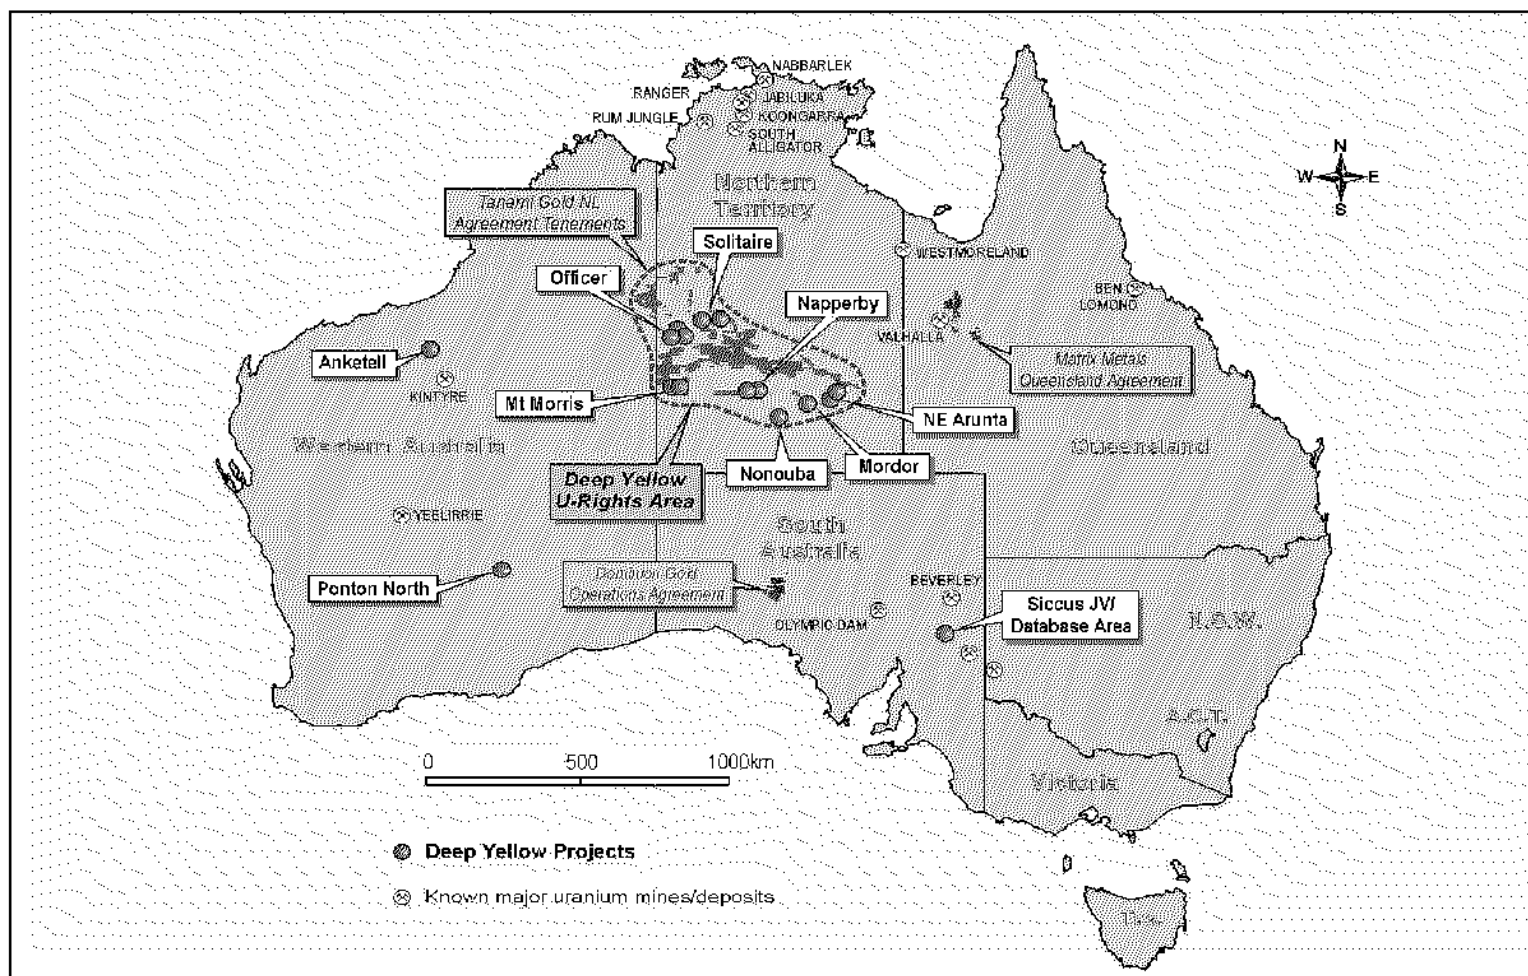 NABBARLEK
RANGER
JABILUKA
KOONGARRA
RUM JUNGLE
SOUTH
ALLIGATOR
N
W
E
S
Northern
Territory
Tanami Gold NL
Agreement Tenements
Solitaire
WESTMORELAND
Officer
Napperby
BEN
LOMOND
VALHALLA
Anketell
Matrix Metals
Queensland Agreement
KINTYRE
Mt Morris
NE Arunta
Western Australia
Queensland
Nonouba
Mordor
Deep Yellow
U-Rights Area
YEELIRRIE
South
Australia
Ponton North
Dominion Gold
Operations Agreement
BEVERLEY
Siccus JV/
Database Area
OLYMPIC DAM
N.S.W.
A.C.T.
0
500
1000km
Victoria
Deep Yellow Projects
Known major uranium mines/deposits